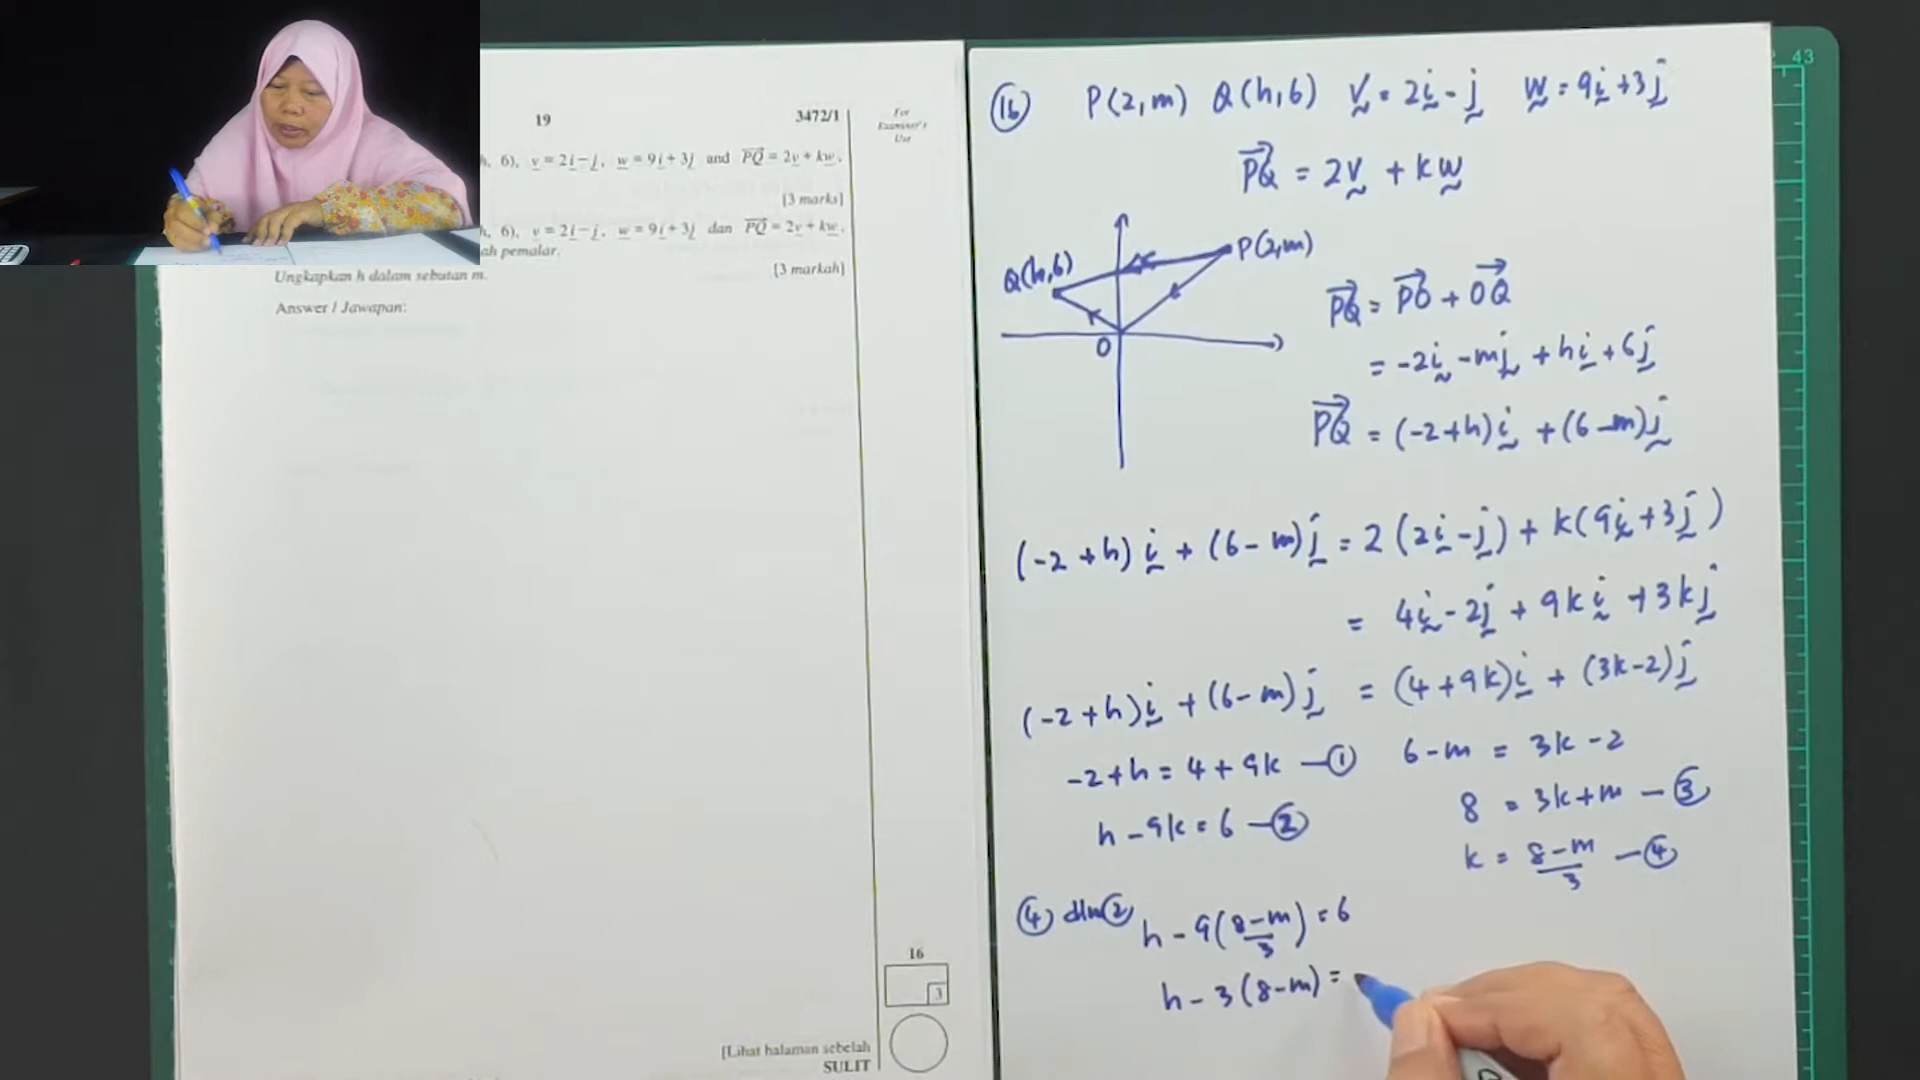 19 3472/1
For
Examiner's
Use
h, 6), v = 2i − j, w = 9i + 3j and PQ = 2v + kw.
[3 marks]
h, 6), v = 2i − j, w = 9i + 3j dan PQ = 2v + kw,
ah pemalar.
Ungkapkan h dalam sebutan m.
[3 markah]
Answer / Jawapan:
16
3
[Lihat halaman sebelah
SULIT
43
16 P(2,m) Q(h,6) v = 2i - j w = 9i + 3j
PQ = 2v + kw
Q(h,6)
P(2,m)
O
PQ = PO + OQ
= -2i - mj + hi + 6j
PQ = (-2+h)i + (6-m)j
(-2+h)i + (6-m)j = 2(2i-j) + k(9i+3j)
= 4i - 2j + 9ki + 3kj
(-2+h)i + (6-m)j = (4+9k)i + (3k-2)j
-2+h = 4+9k — 1
h - 9k = 6 — 2
6-m = 3k-2
8 = 3k+m — 3
k = 8-m/3 — 4
4 dlm 2
h - 9(8-m/3) = 6
h - 3(8-m) =